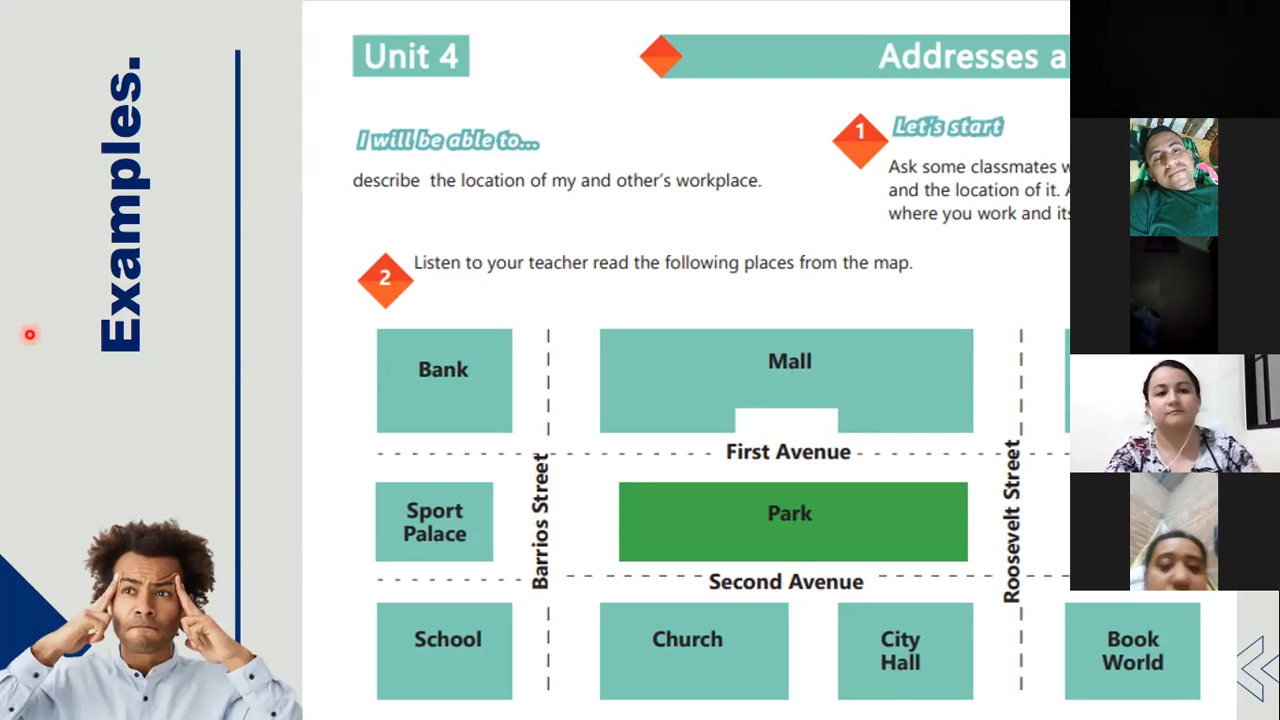 Examples.
Unit 4
Addresses a
I will be able to...
describe the location of my and other's workplace.
1
Let's start
Ask some classmates w
and the location of it. A
where you work and its
2
Listen to your teacher read the following places from the map.
Bank
Mall
First Avenue
Barrios Street
Roosevelt Street
Sport
Palace
Park
Second Avenue
School
Church
City
Hall
Book
World